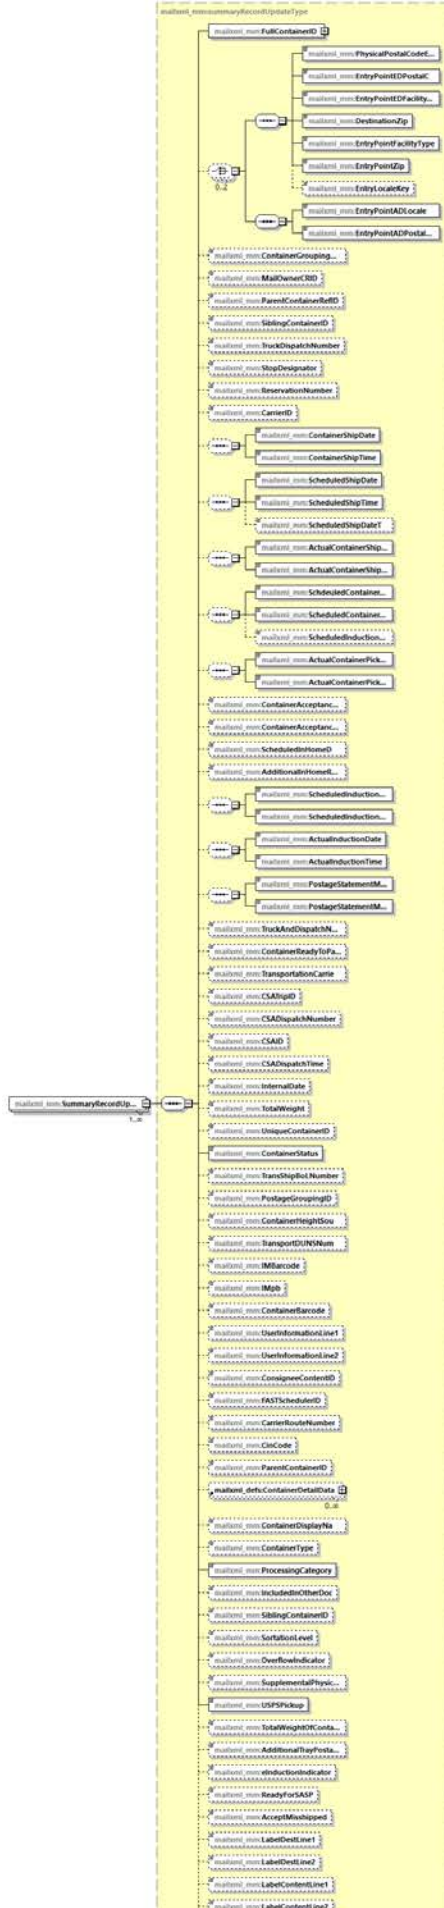 mailxml_mm:summaryRecordUpdateType
mailxml_mm:FullContainerID
mailxml_mm:PhysicalPostalCodeE...
mailxml_mm:EntryPointEDPostalC
mailxml_mm:EntryPointEDFacility...
mailxml_mm:DestinationZip
mailxml_mm:EntryPointFacilityType
mailxml_mm:EntryPointZip
mailxml_mm:EntryLocaleKey
0..2
mailxml_mm:EntryPointADLocale
mailxml_mm:EntryPointADPostal...
mailxml_mm:ContainerGrouping...
mailxml_mm:MailOwnerCRID
mailxml_mm:ParentContainerRefID
mailxml_mm:SiblingContainerID
mailxml_mm:TruckDispatchNumber
mailxml_mm:StopDesignator
mailxml_mm:ReservationNumber
mailxml_mm:CarrierID
mailxml_mm:ContainerShipDate
mailxml_mm:ContainerShipTime
mailxml_mm:ScheduledShipDate
mailxml_mm:ScheduledShipTime
mailxml_mm:ScheduledShipDateT
mailxml_mm:ActualContainerShip...
mailxml_mm:ActualContainerShip...
mailxml_mm:SchdeuledContainer...
mailxml_mm:ScheduledContainer...
mailxml_mm:ScheduledInduction...
mailxml_mm:ActualContainerPick...
mailxml_mm:ActualContainerPick...
mailxml_mm:ContainerAcceptanc...
mailxml_mm:ContainerAcceptanc...
mailxml_mm:ScheduledInHomeD
mailxml_mm:AdditionalInHomeR...
mailxml_mm:ScheduledInduction...
mailxml_mm:ScheduledInduction...
mailxml_mm:ActualInductionDate
mailxml_mm:ActualInductionTime
mailxml_mm:PostageStatementM...
mailxml_mm:PostageStatementM...
mailxml_mm:TruckAndDispatchN...
mailxml_mm:ContainerReadyToPa...
mailxml_mm:TransportationCarrie
mailxml_mm:CSATripID
mailxml_mm:CSADispatchNumber
mailxml_mm:CSAID
mailxml_mm:CSADispatchTime
mailxml_mm:InternalDate
mailxml_mm:SummaryRecordUp...
1..∞
mailxml_mm:TotalWeight
mailxml_mm:UniqueContainerID
mailxml_mm:ContainerStatus
mailxml_mm:TransShipBoLNumber
mailxml_mm:PostageGroupingID
mailxml_mm:ContainerHeightSou
mailxml_mm:TransportDUNSNum
mailxml_mm:IMBarcode
mailxml_mm:IMpb
mailxml_mm:ContainerBarcode
mailxml_mm:UserInformationLine1
mailxml_mm:UserInformationLine2
mailxml_mm:ConsigneeContentID
mailxml_mm:FASTSchedulerID
mailxml_mm:CarrierRouteNumber
mailxml_mm:CinCode
mailxml_mm:ParentContainerID
mailxml_defs:ContainerDetailData
0..∞
mailxml_mm:ContainerDisplayNa
mailxml_mm:ContainerType
mailxml_mm:ProcessingCategory
mailxml_mm:IncludedInOtherDoc
mailxml_mm:SiblingContainerID
mailxml_mm:SortationLevel
mailxml_mm:OverflowIndicator
mailxml_mm:SupplementalPhysic...
mailxml_mm:USPSPickup
mailxml_mm:TotalWeightOfConta...
mailxml_mm:AdditionalTrayPosta...
mailxml_mm:eInductionIndicator
mailxml_mm:ReadyForSASP
mailxml_mm:AcceptMisshipped
mailxml_mm:LabelDestLine1
mailxml_mm:LabelDestLine2
mailxml_mm:LabelContentLine1
mailxml_mm:LabelContentLine2